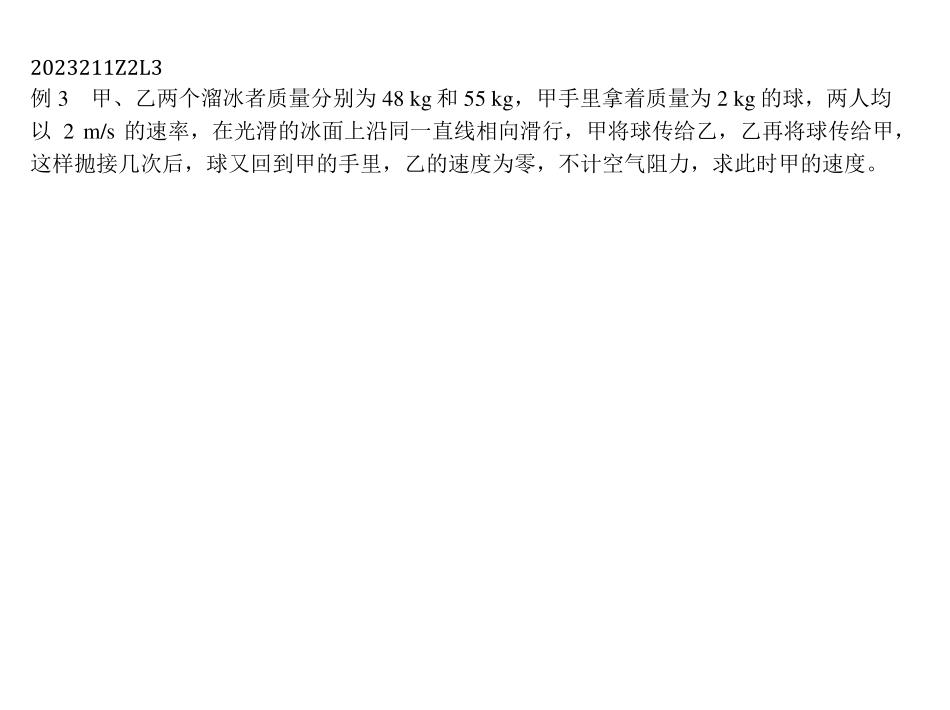 2023211Z2L3
例 3　甲、乙两个溜冰者质量分别为 48 kg 和 55 kg，甲手里拿着质量为 2 kg 的球，两人均
以 2 m/s 的速率，在光滑的冰面上沿同一直线相向滑行，甲将球传给乙，乙再将球传给甲，
这样抛接几次后，球又回到甲的手里，乙的速度为零，不计空气阻力，求此时甲的速度。